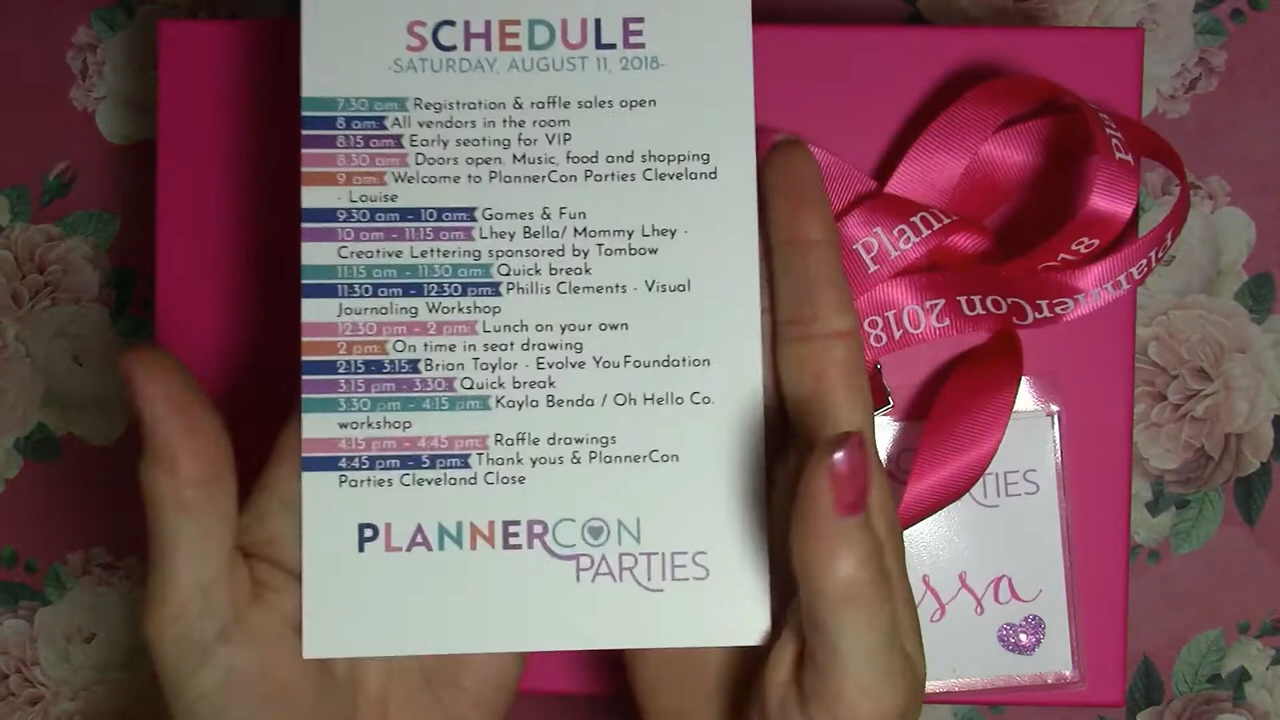 SCHEDULE
-SATURDAY, AUGUST 11, 2018-
7:30 am: Registration & raffle sales open
8 am: All vendors in the room
8:15 am: Early seating for VIP
8:30 am: Doors open. Music, food and shopping
9 am: Welcome to PlannerCon Parties Cleveland
- Louise
9:30 am - 10 am: Games & Fun
10 am - 11:15 am: Lhey Bella/ Mommy Lhey -
Creative Lettering sponsored by Tombow
11:15 am - 11:30 am: Quick break
11:30 am - 12:30 pm: Phillis Clements - Visual
Journaling Workshop
12:30 pm - 2 pm: Lunch on your own
2 pm: On time in seat drawing
2:15 - 3:15: Brian Taylor - Evolve You Foundation
3:15 pm - 3:30: Quick break
3:30 pm - 4:15 pm: Kayla Benda / Oh Hello Co.
workshop
4:15 pm - 4:45 pm: Raffle drawings
4:45 pm - 5 pm: Thank yous & PlannerCon
Parties Cleveland Close
PLANNERCON
PARTIES
Plan
Plann
018
PlannerCon 2018
TIES
ssa